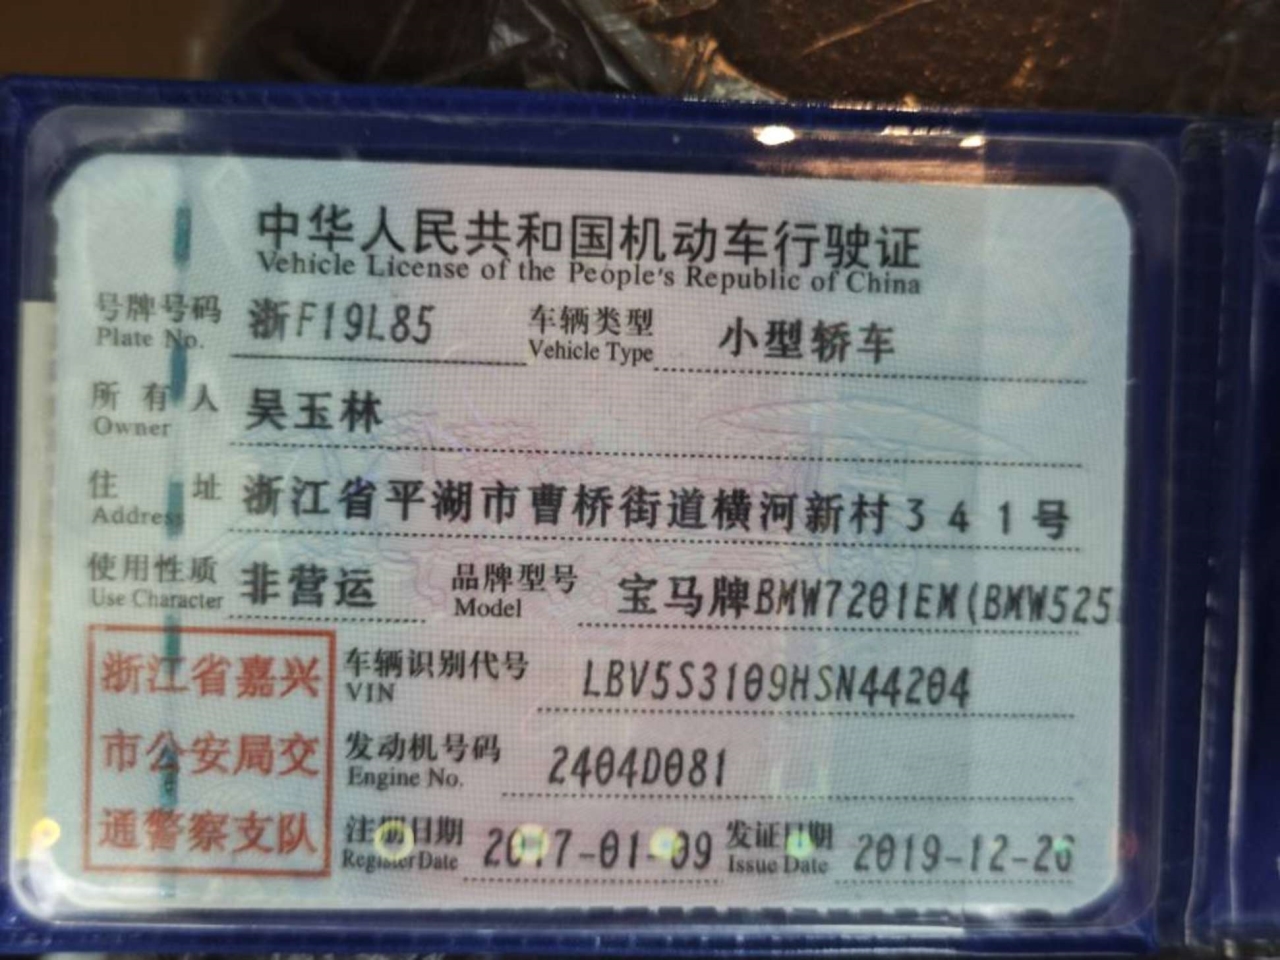 中华人民共和国机动车行驶证
Vehicle License of the People's Republic of China
号牌号码 浙F19L85 车辆类型 小型轿车
Plate No. Vehicle Type
所有人 吴玉林
Owner
住址 浙江省平湖市曹桥街道横河新村341号
Address
使用性质 非营运 品牌型号 宝马牌BMW7201EM(BMW525
Use Character Model
浙江省嘉兴
市公安局交
通警察支队
车辆识别代号 LBV5S3109HSN44204
VIN
发动机号码 2404D081
Engine No.
注册日期 2017-01-09 发证日期 2019-12-26
Register Date Issue Date